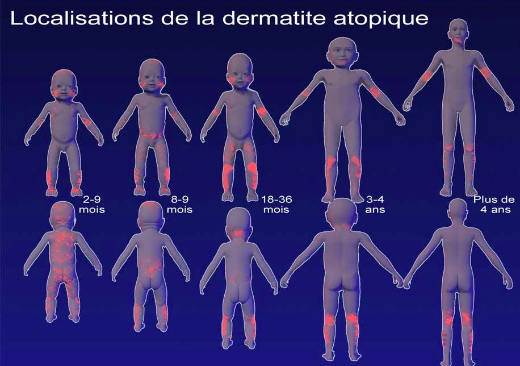 Localisations de la dermatite atopique
2-9
mois
8-9
mois
18-36
mois
3-4
ans
Plus de
4 ans